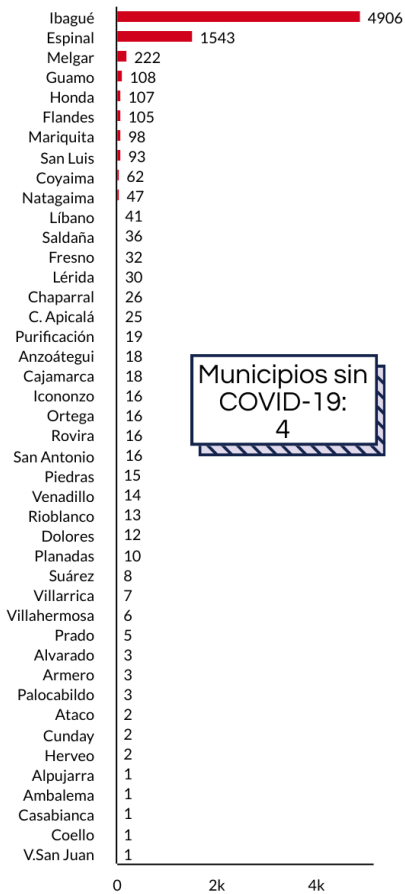 Ibagué 4906
Espinal 1543
Melgar 222
Guamo 108
Honda 107
Flandes 105
Mariquita 98
San Luis 93
Coyaima 62
Natagaima 47
Líbano 41
Saldaña 36
Fresno 32
Lérida 30
Chaparral 26
C. Apicalá 25
Purificación 19
Anzoátegui 18
Cajamarca 18
Icononzo 16
Ortega 16
Rovira 16
San Antonio 16
Piedras 15
Venadillo 14
Rioblanco 13
Dolores 12
Planadas 10
Suárez 8
Villarrica 7
Villahermosa 6
Prado 5
Alvarado 3
Armero 3
Palocabildo 3
Ataco 2
Cunday 2
Herveo 2
Alpujarra 1
Ambalema 1
Casabianca 1
Coello 1
V.San Juan 1
0 2k 4k
Municipios sin
COVID-19:
4